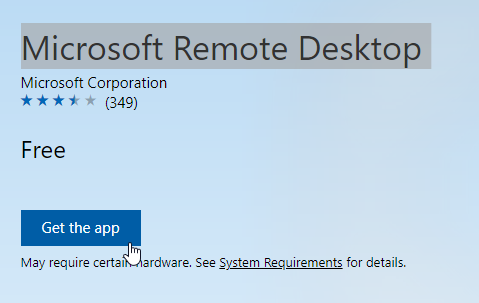 Microsoft Remote Desktop
Microsoft Corporation
(349)
Free
Get the app
May require certain hardware. See System Requirements for details.